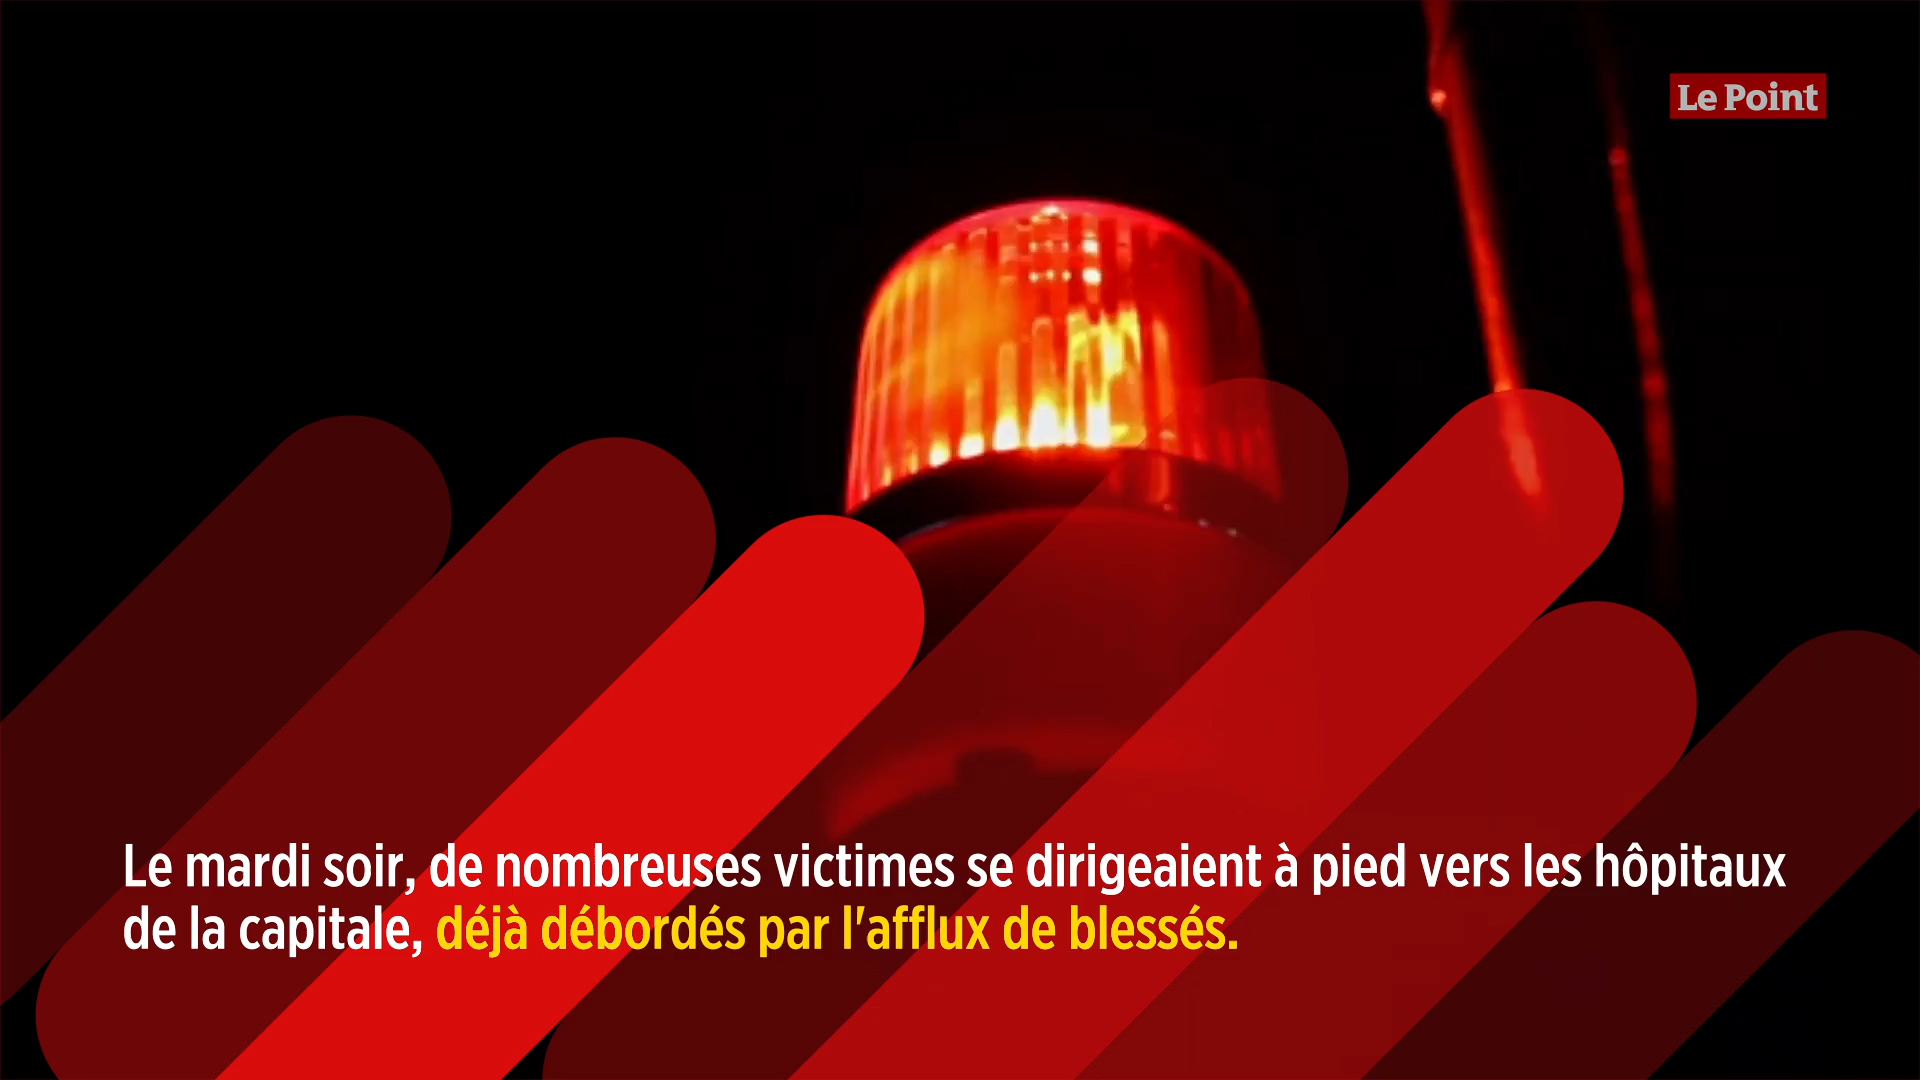 Le Point
Le mardi soir, de nombreuses victimes se dirigeaient à pied vers les hôpitaux
de la capitale, déjà débordés par l'afflux de blessés.